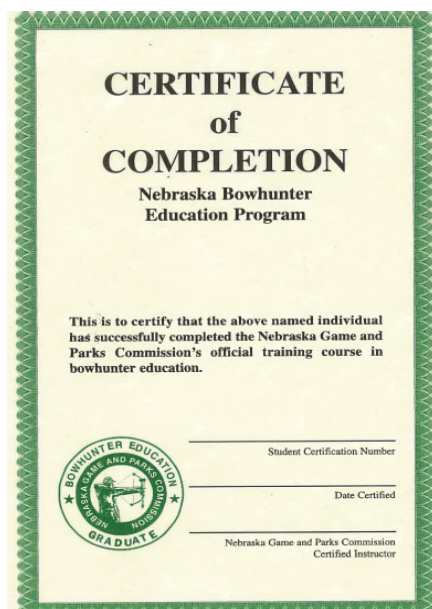 CERTIFICATE
of
COMPLETION
Nebraska Bowhunter
Education Program
This is to certify that the above named individual
has successfully completed the Nebraska Game and
Parks Commission's official training course in
bowhunter education.
BOWHUNTER EDUCATION
NEBRASKA GAME AND PARKS COMMISSION
GRADUATE
Student Certification Number
Date Certified
Nebraska Game and Parks Commission
Certified Instructor